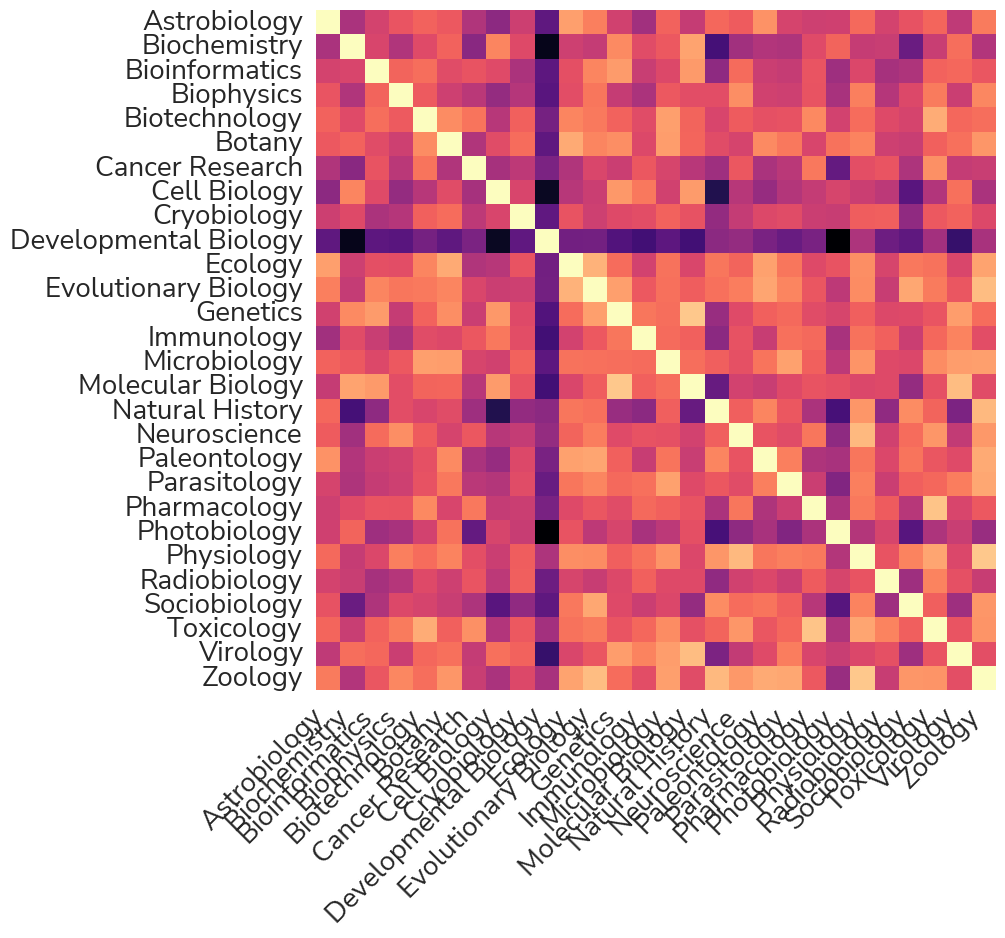 Astrobiology
Biochemistry
Bioinformatics
Biophysics
Biotechnology
Botany
Cancer Research
Cell Biology
Cryobiology
Developmental Biology
Ecology
Evolutionary Biology
Genetics
Immunology
Microbiology
Molecular Biology
Natural History
Neuroscience
Paleontology
Parasitology
Pharmacology
Photobiology
Physiology
Radiobiology
Sociobiology
Toxicology
Virology
Zoology
Astrobiology
Biochemistry
Bioinformatics
Biophysics
Biotechnology
Botany
Cancer Research
Cell Biology
Cryobiology
Developmental Biology
Ecology
Evolutionary Biology
Genetics
Immunology
Microbiology
Molecular Biology
Natural History
Neuroscience
Paleontology
Parasitology
Pharmacology
Photobiology
Physiology
Radiobiology
Sociobiology
Toxicology
Virology
Zoology